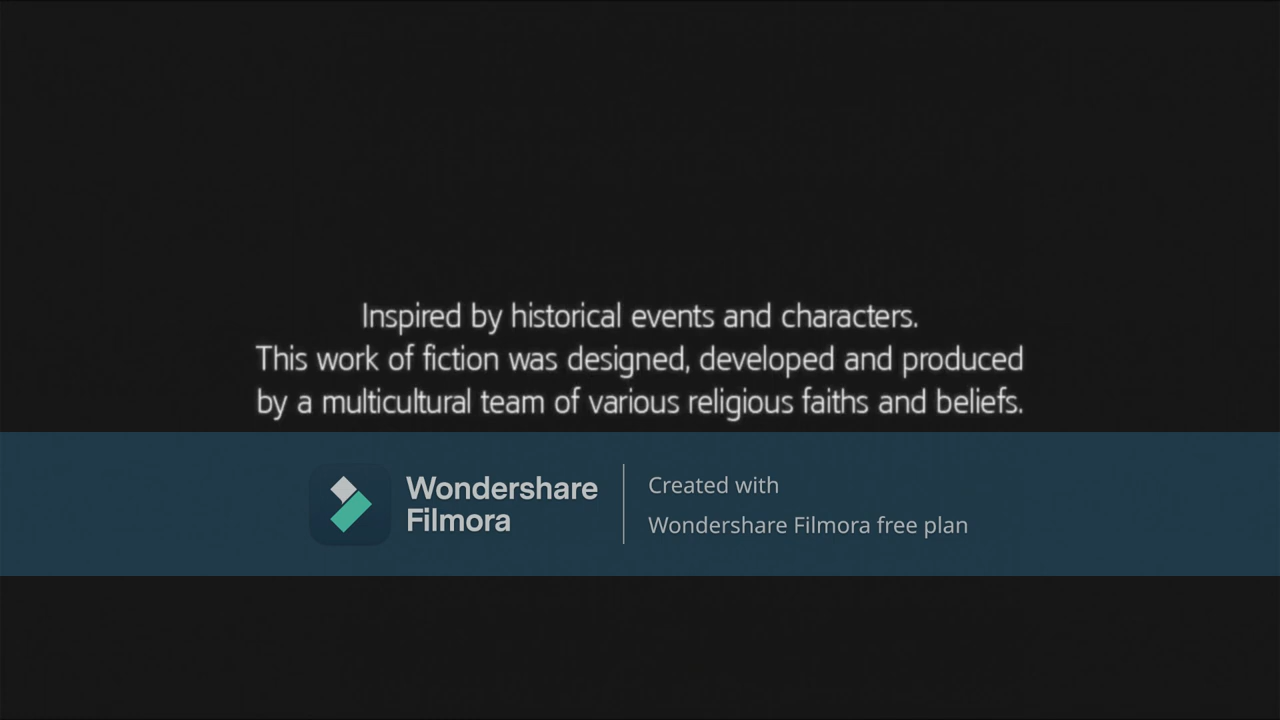 Inspired by historical events and characters.
This work of fiction was designed, developed and produced
by a multicultural team of various religious faiths and beliefs.
Wondershare
Filmora
Created with
Wondershare Filmora free plan